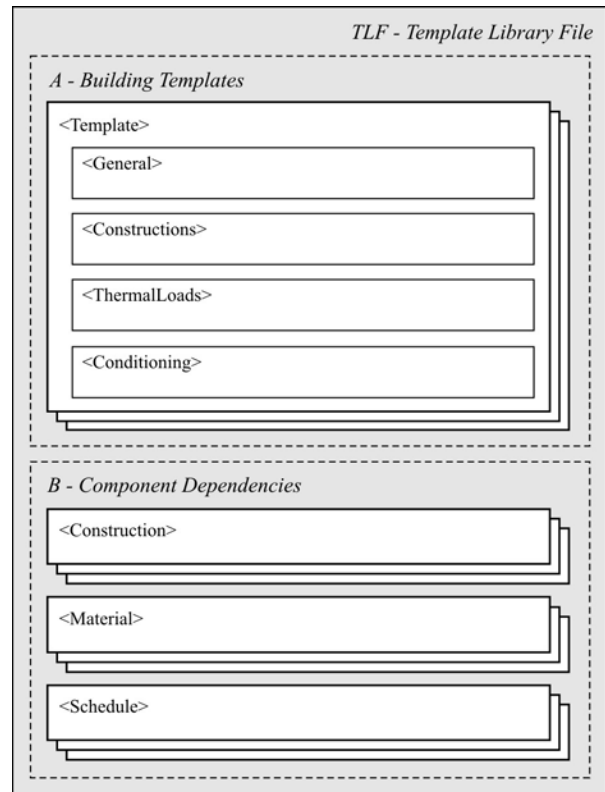 TLF - Template Library File
A - Building Templates
<Template>
<General>
<Constructions>
<ThermalLoads>
<Conditioning>
B - Component Dependencies
<Construction>
<Material>
<Schedule>